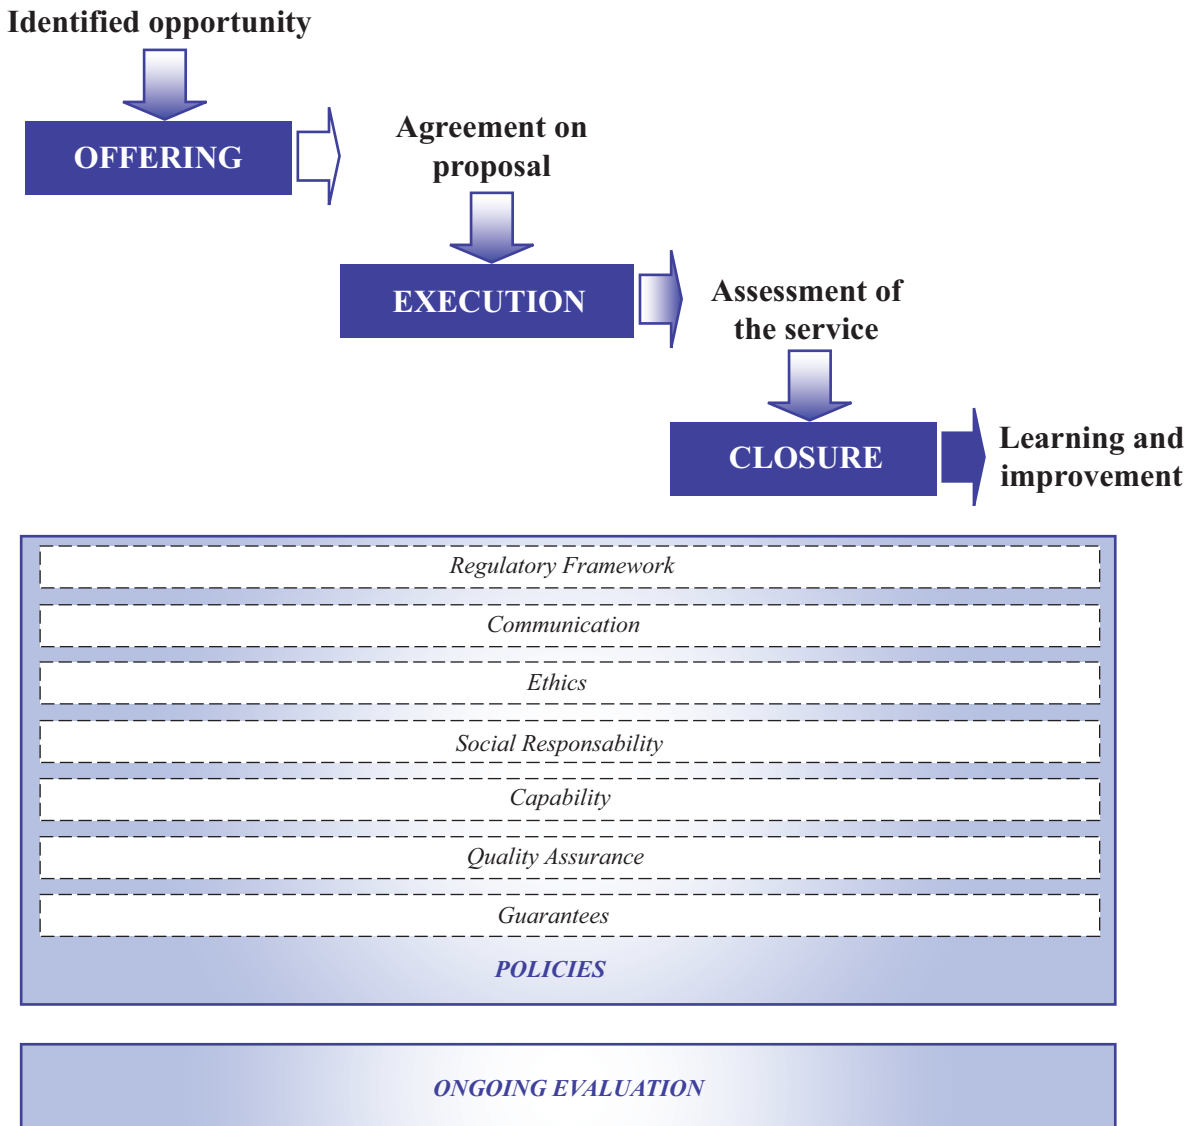 Identified opportunity
OFFERING
Agreement on
proposal
EXECUTION
Assessment of
the service
CLOSURE
Learning and
improvement
Regulatory Framework
Communication
Ethics
Social Responsability
Capability
Quality Assurance
Guarantees
POLICIES
ONGOING EVALUATION